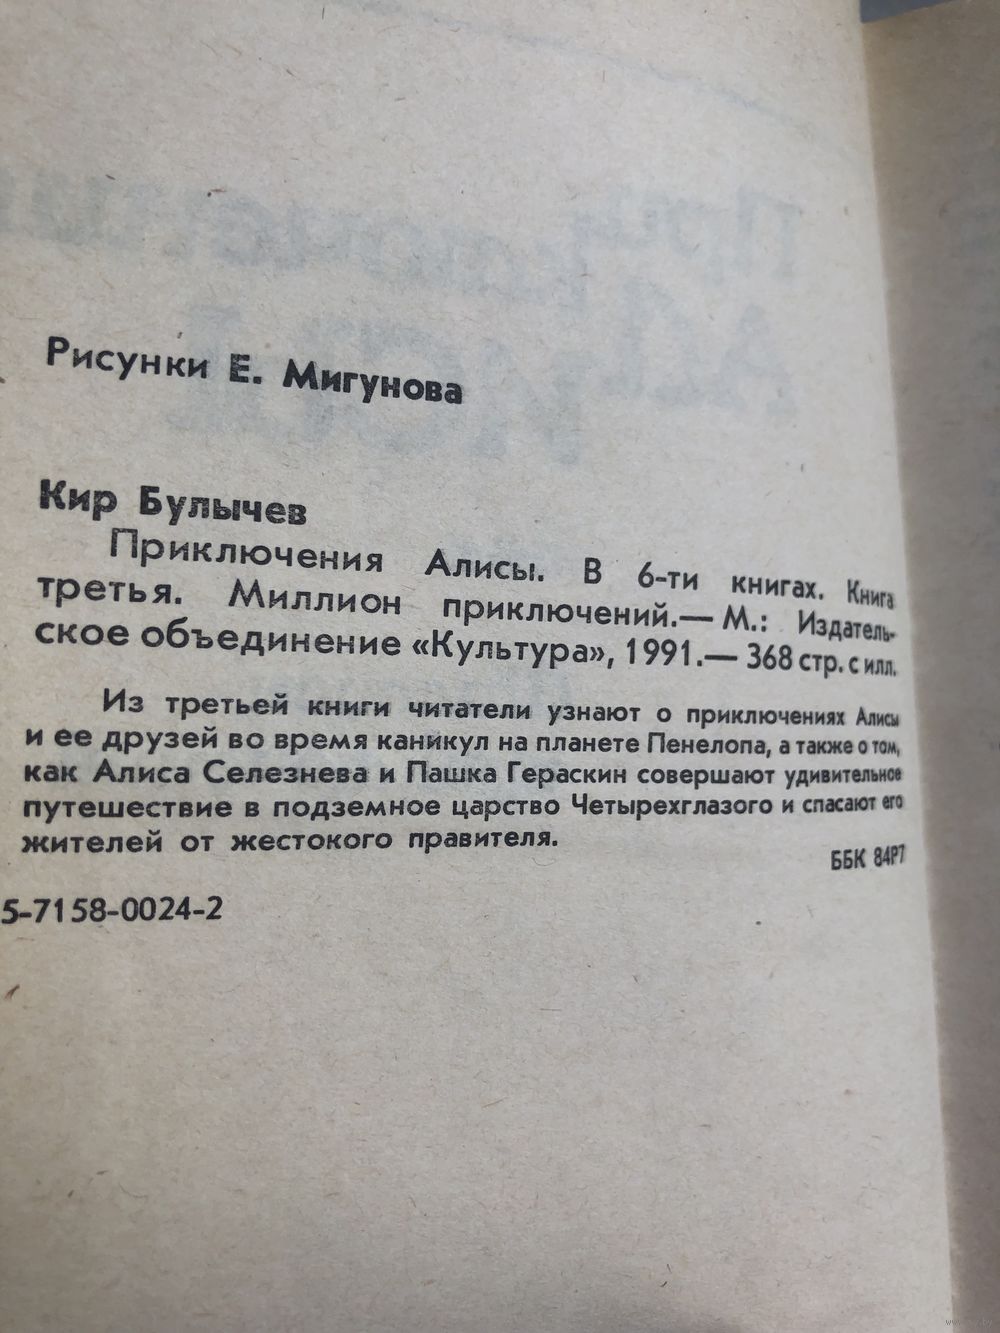 Рисунки Е. Мигунова
Кир Булычев
Приключения Алисы. В 6-ти книгах. Книга
третья. Миллион приключений.— М.: Издатель-
ское объединение «Культура», 1991.— 368 стр. с илл.
Из третьей книги читатели узнают о приключениях Алисы
и ее друзей во время каникул на планете Пенелопа, а также о том,
как Алиса Селезнева и Пашка Гераскин совершают удивительное
путешествие в подземное царство Четырехглазого и спасают его
жителей от жестокого правителя.
ББК 84Р7
5-7158-0024-2